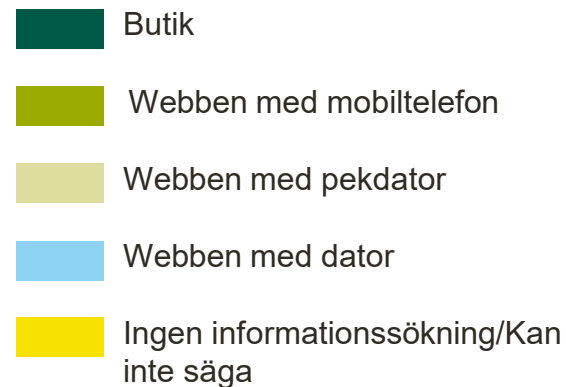 Butik
Webben med mobiltelefon
Webben med pekdator
Webben med dator
Ingen informationssökning/Kan
inte säga